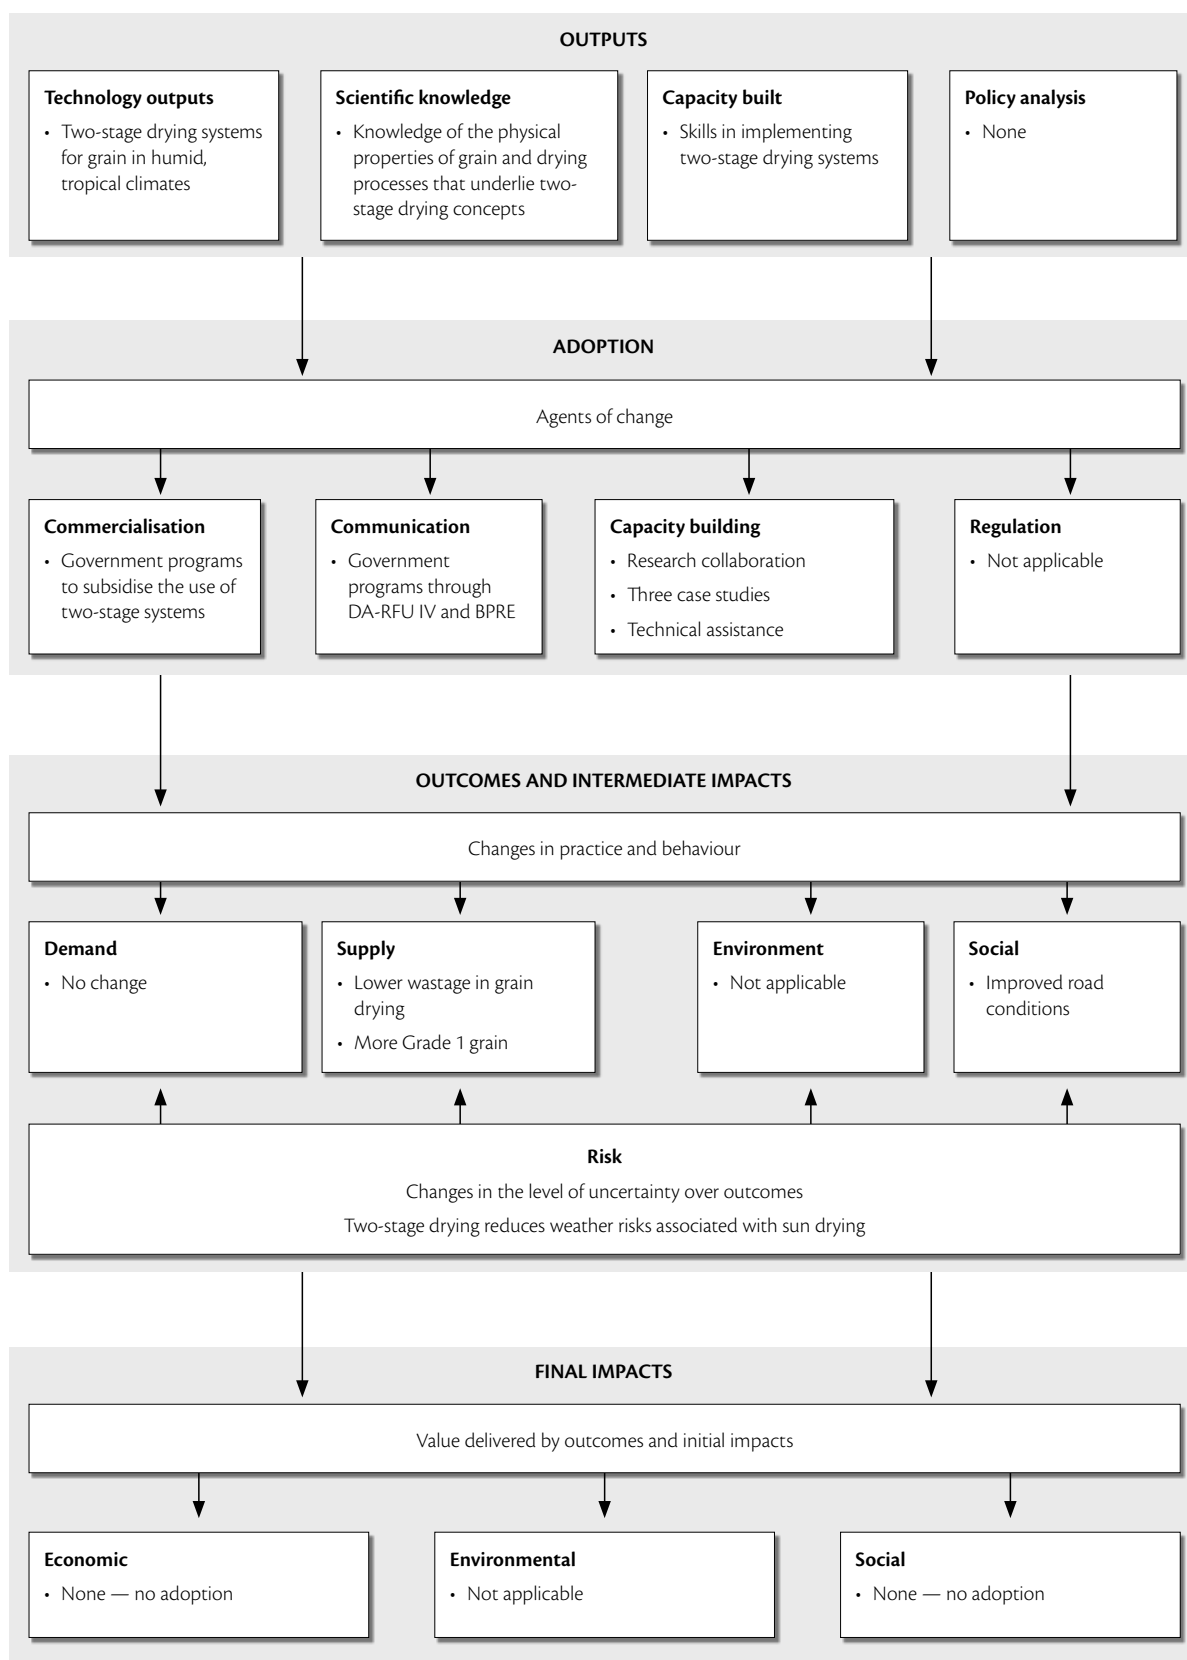 OUTPUTS
Technology outputs
• Two-stage drying systems
for grain in humid,
tropical climates
Scientific knowledge
• Knowledge of the physical
properties of grain and drying
processes that underlie two-
stage drying concepts
Capacity built
• Skills in implementing
two-stage drying systems
Policy analysis
• None
ADOPTION
Agents of change
Commercialisation
• Government programs
to subsidise the use of
two-stage systems
Communication
• Government
programs through
DA-RFU IV and BPRE
Capacity building
• Research collaboration
• Three case studies
• Technical assistance
Regulation
• Not applicable
OUTCOMES AND INTERMEDIATE IMPACTS
Changes in practice and behaviour
Demand
• No change
Supply
• Lower wastage in grain
drying
• More Grade 1 grain
Environment
• Not applicable
Social
• Improved road
conditions
Risk
Changes in the level of uncertainty over outcomes
Two-stage drying reduces weather risks associated with sun drying
FINAL IMPACTS
Value delivered by outcomes and initial impacts
Economic
• None — no adoption
Environmental
• Not applicable
Social
• None — no adoption